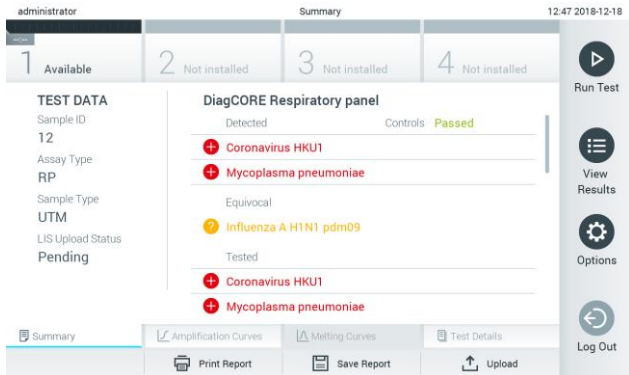 administrator
Summary
12:47 2018-12-18
1 Available
2 Not installed
3 Not installed
4 Not installed
Run Test
View
Results
Options
Log Out
TEST DATA
Sample ID
12
Assay Type
RP
Sample Type
UTM
LIS Upload Status
Pending
DiagCORE Respiratory panel
Detected
Controls Passed
Coronavirus HKU1
Mycoplasma pneumoniae
Equivocal
Influenza A H1N1 pdm09
Tested
Coronavirus HKU1
Mycoplasma pneumoniae
Summary
Amplification Curves
Melting Curves
Test Details
Print Report
Save Report
Upload